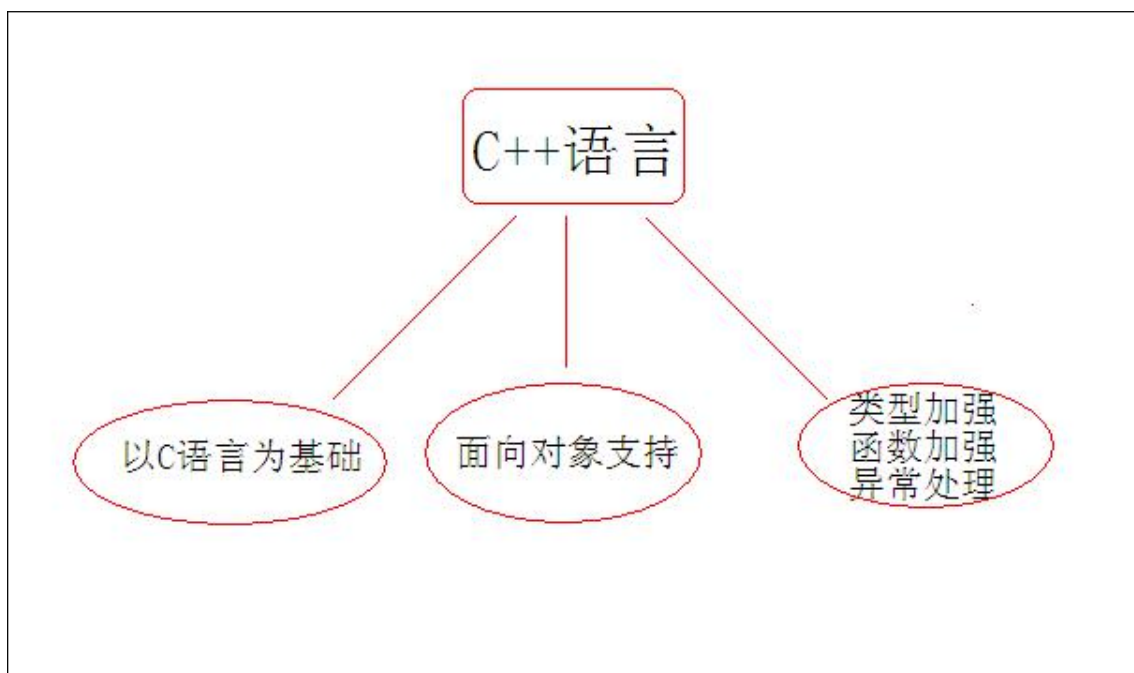 C++语言
以C语言为基础
面向对象支持
类型加强
函数加强
异常处理